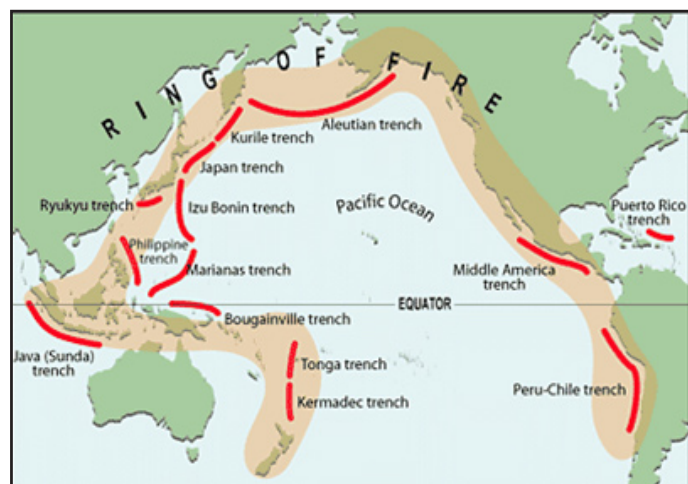 RING OF FIRE
Aleutian trench
Kurile trench
Japan trench
Ryukyu trench
Izu Bonin trench
Pacific Ocean
Puerto Rico
trench
Philippine
trench
Marianas trench
Middle America
trench
EQUATOR
Bougainville trench
Java (Sunda)
trench
Tonga trench
Peru-Chile trench
Kermadec trench